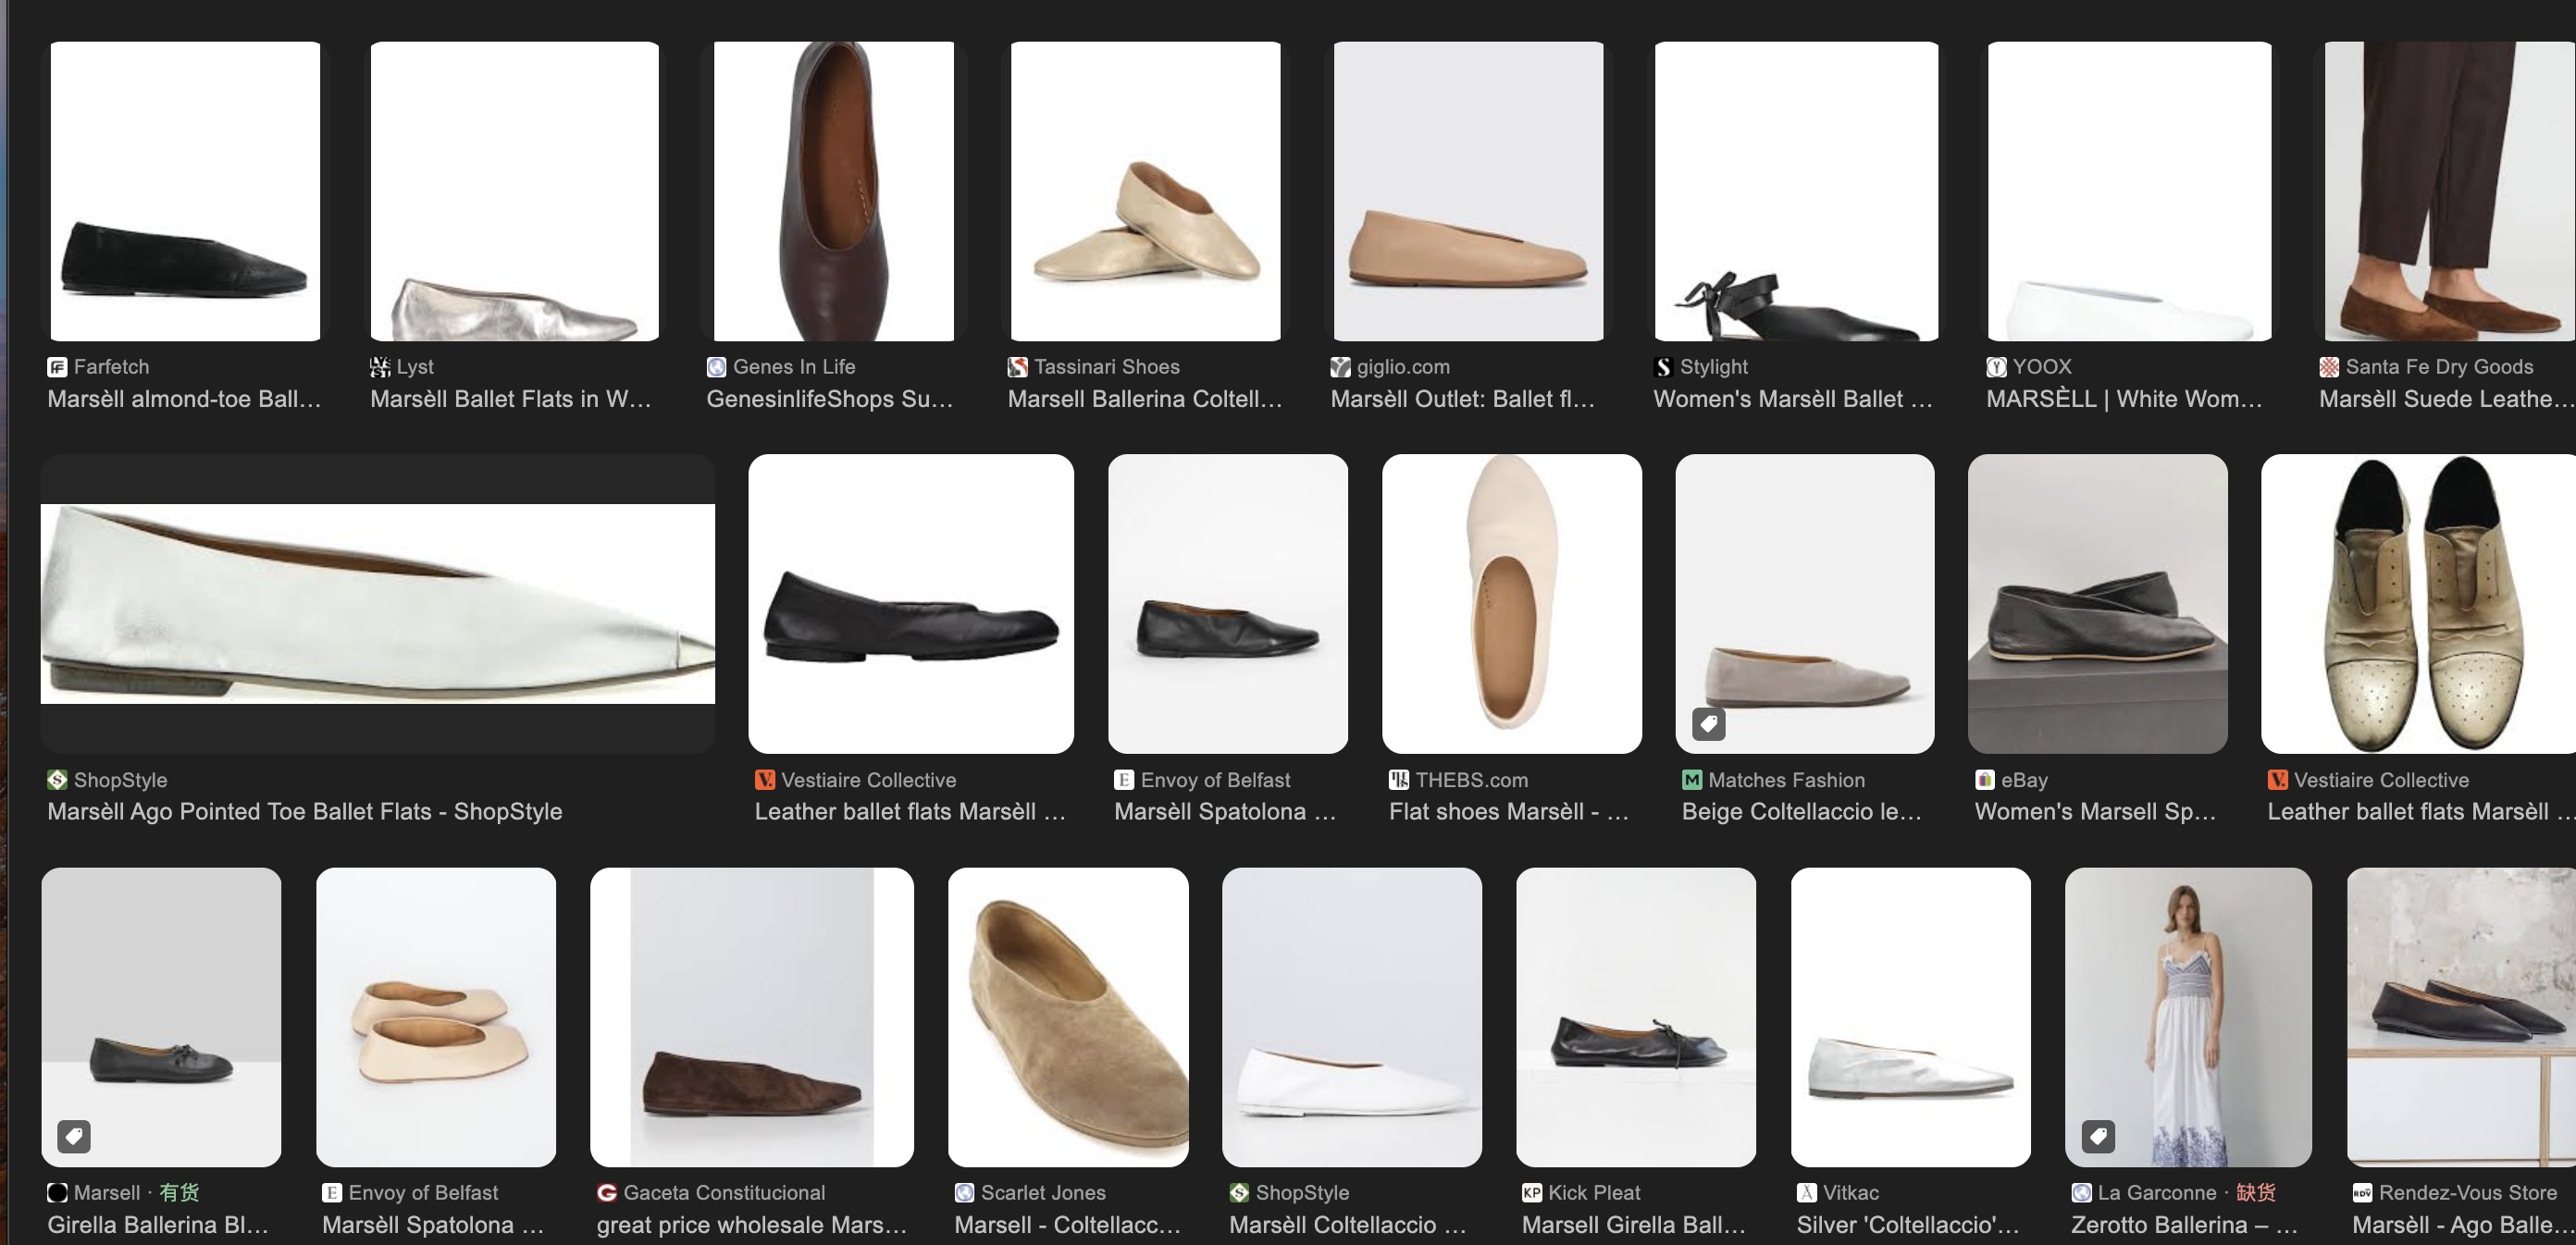 Farfetch
Marsèll almond-toe Ball...
Lyst
Marsèll Ballet Flats in W...
Genes In Life
GenesinlifeShops Su...
Tassinari Shoes
Marsell Ballerina Coltell...
giglio.com
Marsèll Outlet: Ballet fl...
Stylight
Women's Marsèll Ballet ...
YOOX
MARSÈLL | White Wom...
Santa Fe Dry Goods
Marsèll Suede Leathe...
ShopStyle
Marsèll Ago Pointed Toe Ballet Flats - ShopStyle
Vestiaire Collective
Leather ballet flats Marsèll ...
Envoy of Belfast
Marsèll Spatolona ...
THEBS.com
Flat shoes Marsèll - ...
Matches Fashion
Beige Coltellaccio le...
eBay
Women's Marsell Sp...
Vestiaire Collective
Leather ballet flats Marsèll ...
Marsell · 有货
Girella Ballerina Bl...
Envoy of Belfast
Marsèll Spatolona ...
Gaceta Constitucional
great price wholesale Mars...
Scarlet Jones
Marsell - Coltellacc...
ShopStyle
Marsèll Coltellaccio ...
KP Kick Pleat
Marsell Girella Ball...
Vitkac
Silver 'Coltellaccio'...
La Garconne · 缺货
Zerotto Ballerina – ...
RDV Rendez-Vous Store
Marsèll - Ago Balle...